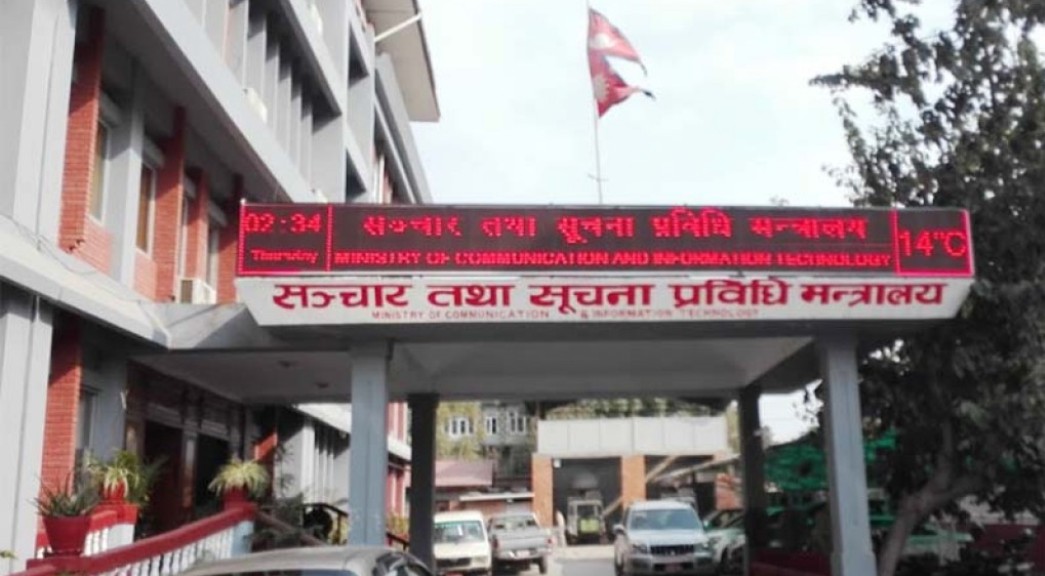 02:34
Thursday
सञ्चार तथा सूचना प्रविधि मन्त्रालय
MINISTRY OF COMMUNICATION AND INFORMATION TECHNOLOGY
14°C
सञ्चार तथा सूचना प्रविधि मन्त्रालय
MINISTRY OF COMMUNICATION & INFORMATION TECHNOLOGY